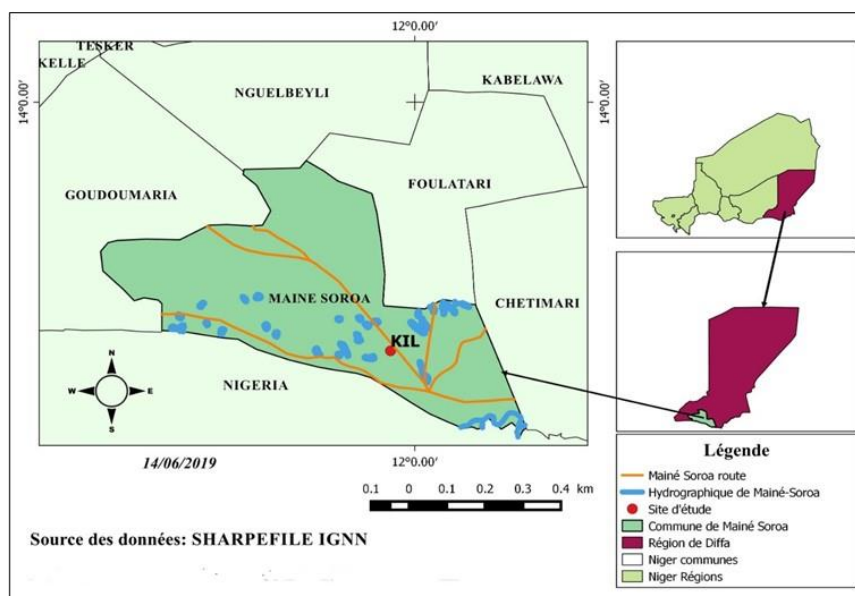 12°0.00'
TESKER
KELLE
KABELAWA
NGUELBEYLI
14°0.00'
14°0.00'
GOUDOUMARIA
FOULATARI
MAINE SOROA
CHETIMARI
KIL
NIGERIA
N
W E
S
14/06/2019
12°0.00'
0.1 0 0.1 0.2 0.3 0.4 km
Source des données: SHARPEFILE IGNN
Légende
Mainé Soroa route
Hydrographique de Mainé-Soroa
Site d'étude
Commune de Mainé Soroa
Région de Diffa
Niger communes
Niger Régions